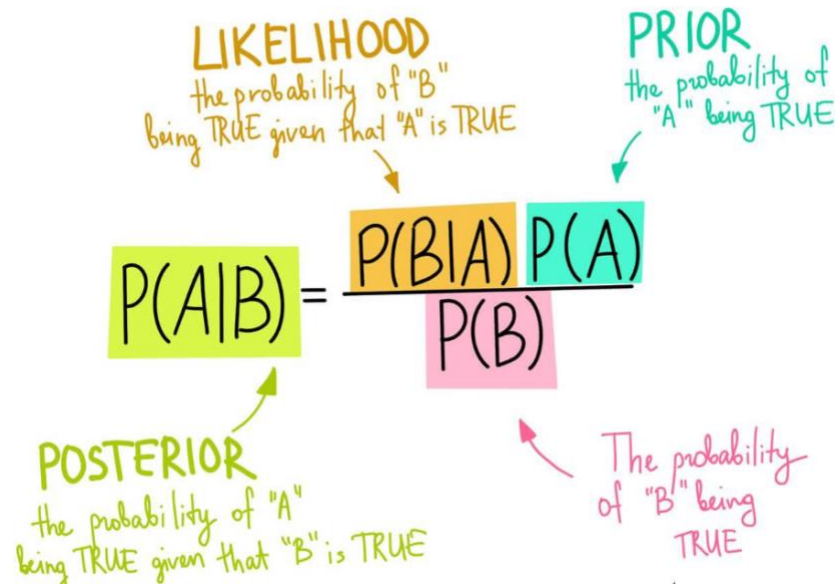 LIKELIHOOD
the probability of "B"
being TRUE given that "A" is TRUE
PRIOR
the probability of
"A" being TRUE
P(A|B) = P(B|A) P(A)
P(B)
POSTERIOR
the probability of "A"
being TRUE given that "B" is TRUE
The probability
of "B" being
TRUE